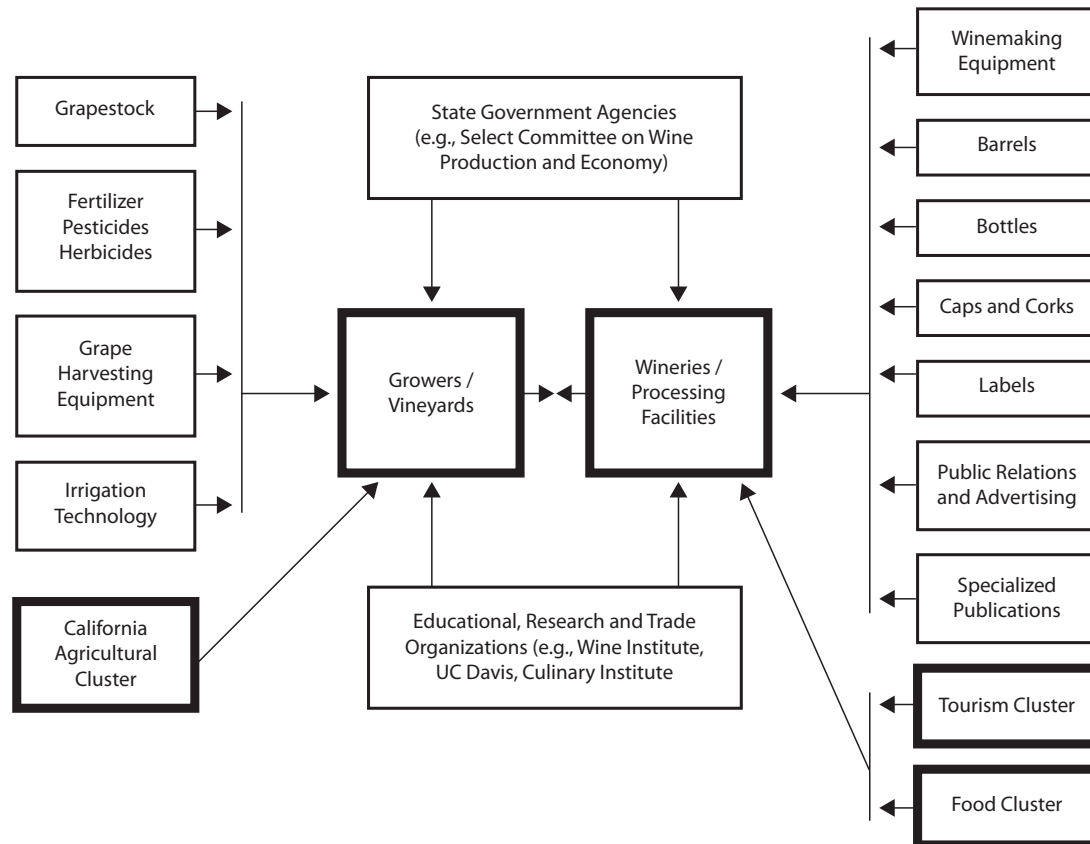 Grapestock
Fertilizer
Pesticides
Herbicides
Grape
Harvesting
Equipment
Irrigation
Technology
California
Agricultural
Cluster
State Government Agencies
(e.g., Select Committee on Wine
Production and Economy)
Growers /
Vineyards
Wineries /
Processing
Facilities
Educational, Research and Trade
Organizations (e.g., Wine Institute,
UC Davis, Culinary Institute
Winemaking
Equipment
Barrels
Bottles
Caps and Corks
Labels
Public Relations
and Advertising
Specialized
Publications
Tourism Cluster
Food Cluster